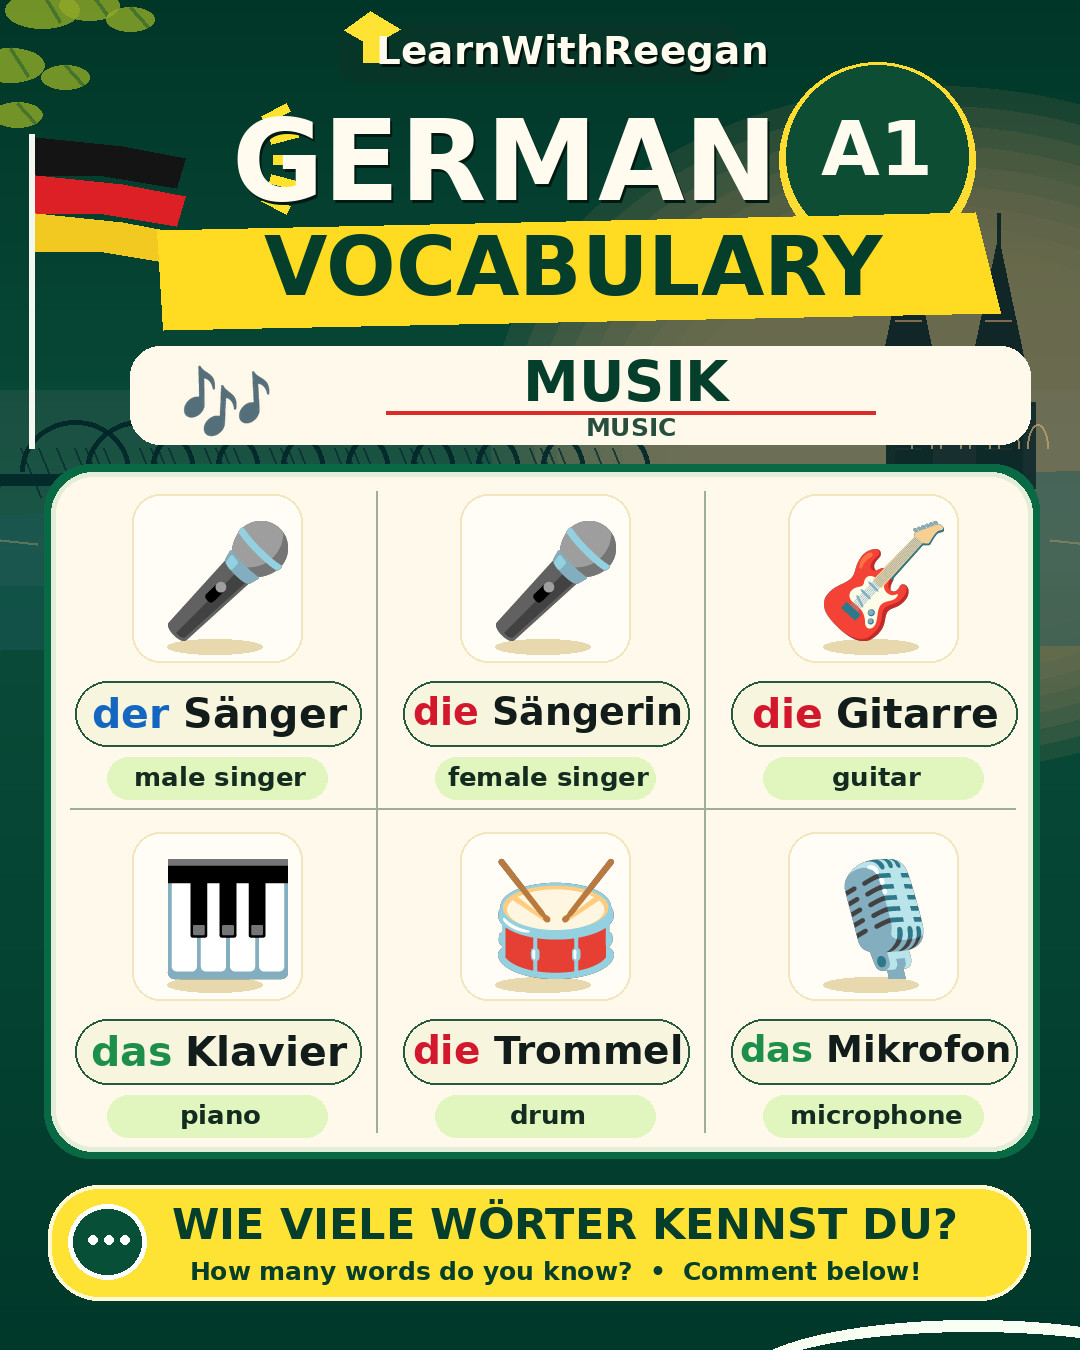 LearnWithReegan
GERMAN
A1
VOCABULARY
MUSIK
MUSIC
der Sänger
die Sängerin
die Gitarre
male singer
female singer
guitar
das Klavier
die Trommel
das Mikrofon
piano
drum
microphone
WIE VIELE WÖRTER KENNST DU?
How many words do you know? • Comment below!